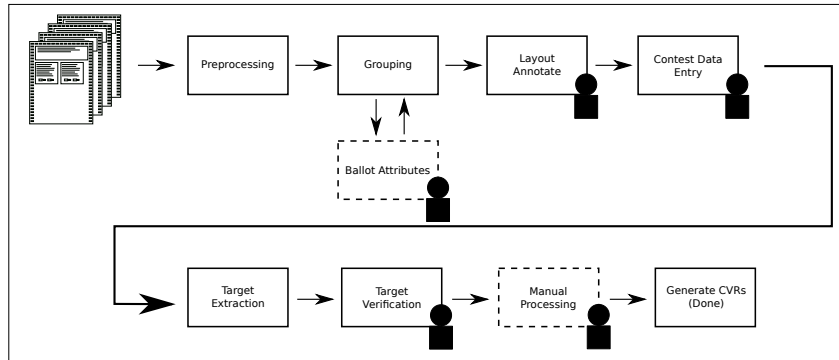 Preprocessing
Grouping
Layout
Annotate
Contest Data
Entry
Ballot Attributes
Target
Extraction
Target
Verification
Manual
Processing
Generate CVRs
(Done)